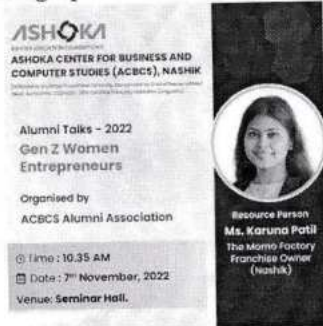 ASHOKA
ASHOKA CENTER FOR BUSINESS AND
COMPUTER STUDIES (ACBCS), NASHIK
Alumni Talks - 2022
Gen Z Women
Entrepreneurs
Organised by
ACBCS Alumni Association
Time : 10.35 AM
Date : 7th November, 2022
Venue: Seminar Hall.
Resource Person
Ms. Karuna Patil
The Momo Factory
Franchise Owner
(Nashik)